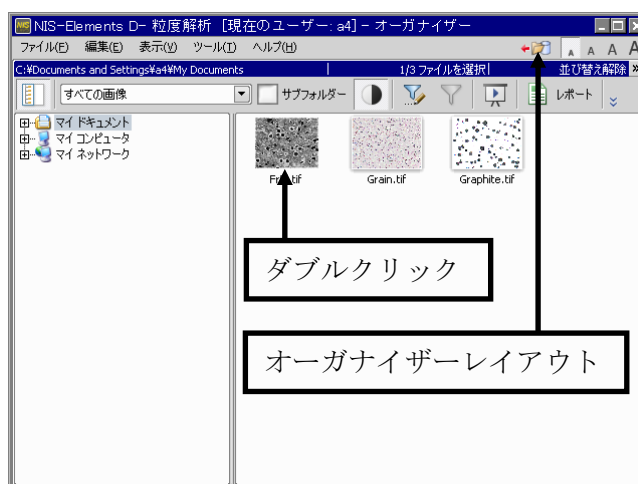 NIS-Elements D- 粒度解析 [現在のユーザー: a4] - オーガナイザー
ファイル(F) 編集(E) 表示(V) ツール(T) ヘルプ(H)
A A A A
C:¥Documents and Settings¥a4¥My Documents
1/3 ファイルを選択
並び替え解除
すべての画像
サブフォルダー
レポート
マイ ドキュメント
マイ コンピュータ
マイ ネットワーク
Grain.tif
Graphite.tif
ダブルクリック
オーガナイザーレイアウト